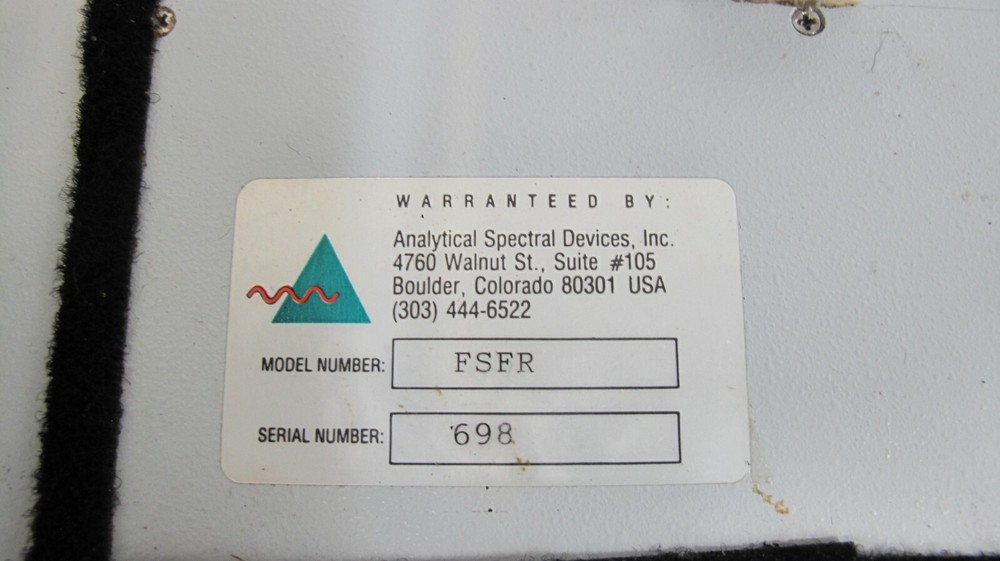 WARRANTEED BY:
Analytical Spectral Devices, Inc.
4760 Walnut St., Suite #105
Boulder, Colorado 80301 USA
(303) 444-6522
MODEL NUMBER: FSFR
SERIAL NUMBER: 698